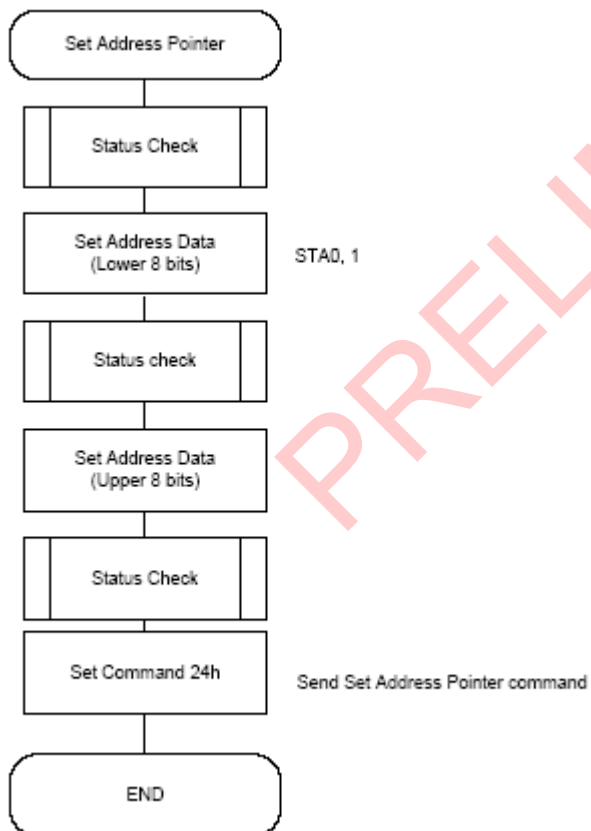 Set Address Pointer
Status Check
Set Address Data
(Lower 8 bits)
STA0, 1
Status check
Set Address Data
(Upper 8 bits)
Status Check
Set Command 24h
Send Set Address Pointer command
END
PRELI